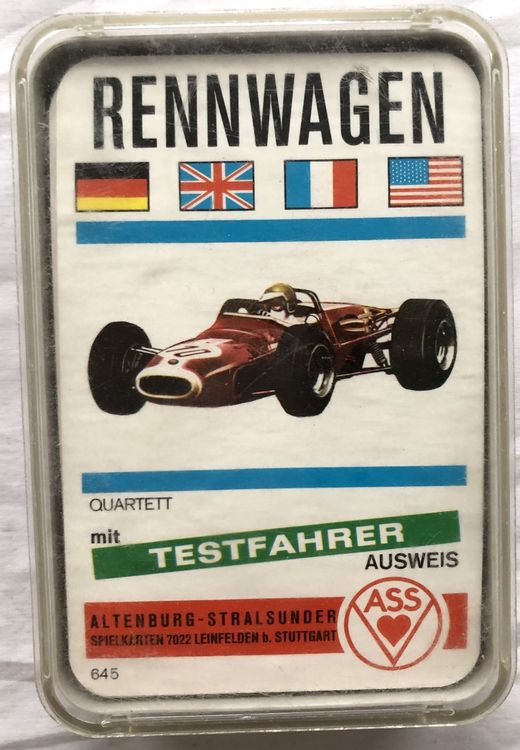 RENNWAGEN
QUARTETT
mit
TESTFAHRER
AUSWEIS
ALTENBURG-STRALSUNDER
SPIELKARTEN 7022 LEINFELDEN b. STUTTGART
ASS
645